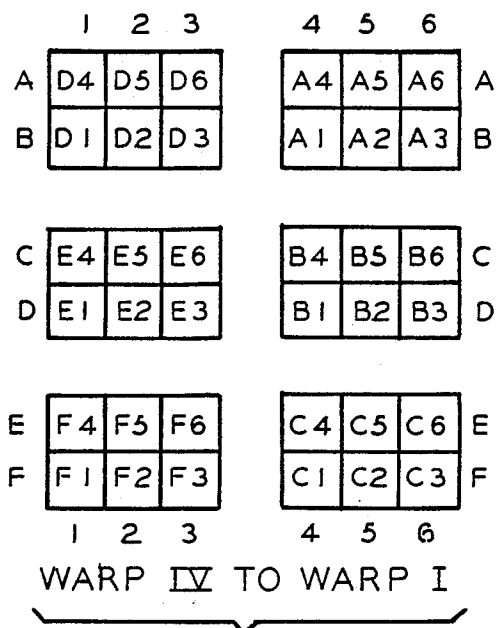 1 2 3 4 5 6
A D4 D5 D6 A4 A5 A6 A
B D1 D2 D3 A1 A2 A3 B
C E4 E5 E6 B4 B5 B6 C
D E1 E2 E3 B1 B2 B3 D
E F4 F5 F6 C4 C5 C6 E
F F1 F2 F3 C1 C2 C3 F
1 2 3 4 5 6
WARP IV TO WARP I